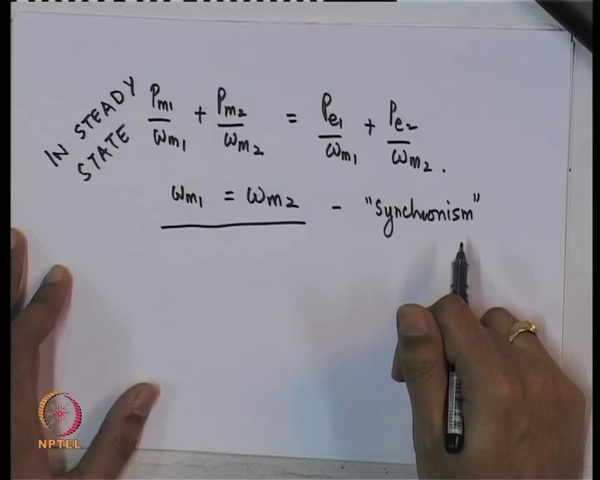 IN STEADY
STATE
Pm1/ωm1 + Pm2/ωm2 = Pe1/ωm1 + Pe2/ωm2.
ωm1 = ωm2 - "Synchronism"
NPTEL